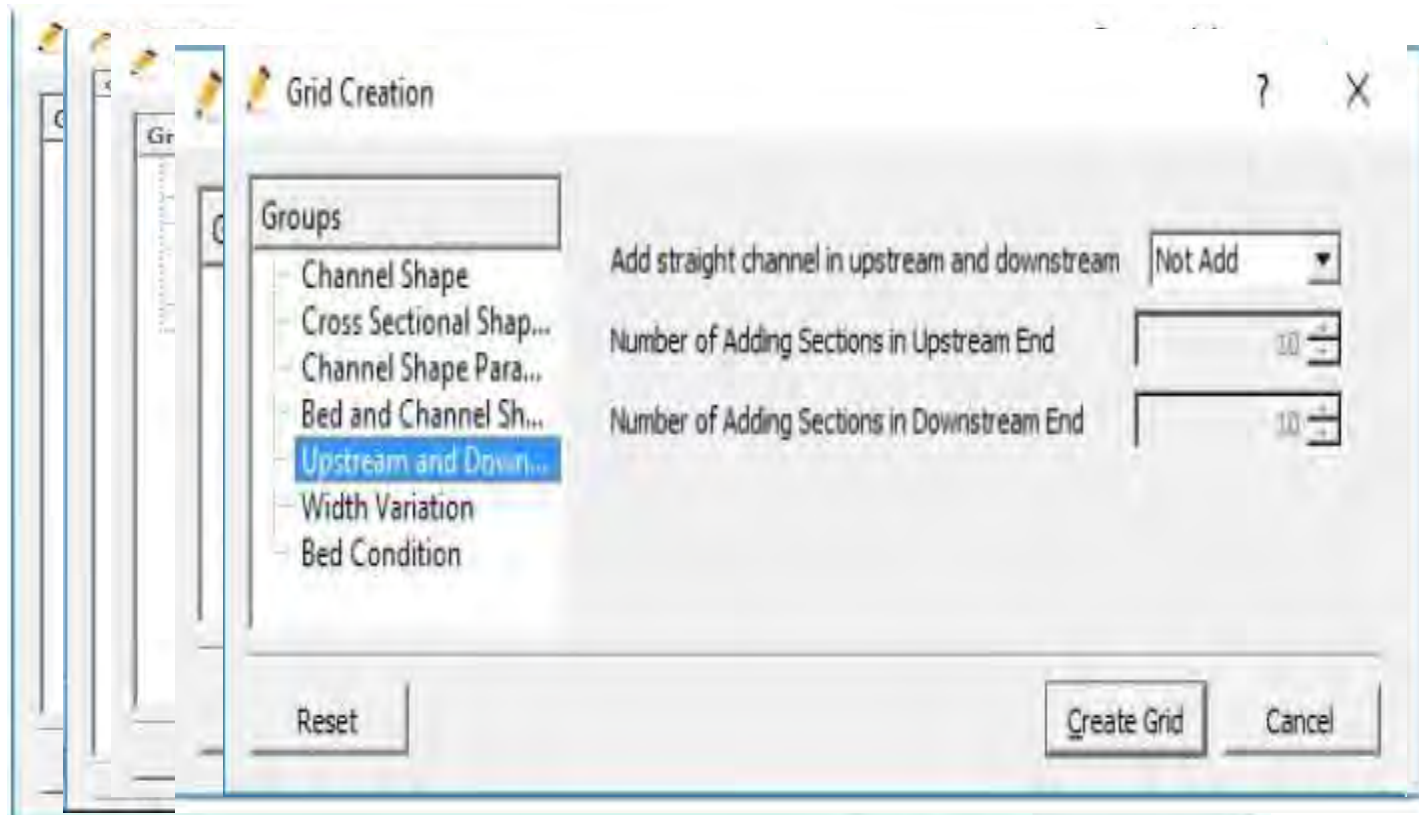 Grid Creation
?
X
Gr
Groups
Channel Shape
Cross Sectional Shap...
Channel Shape Para...
Bed and Channel Sh...
Upstream and Down...
Width Variation
Bed Condition
Add straight channel in upstream and downstream Not Add
Number of Adding Sections in Upstream End 10
Number of Adding Sections in Downstream End 10
Reset
Create Grid
Cancel